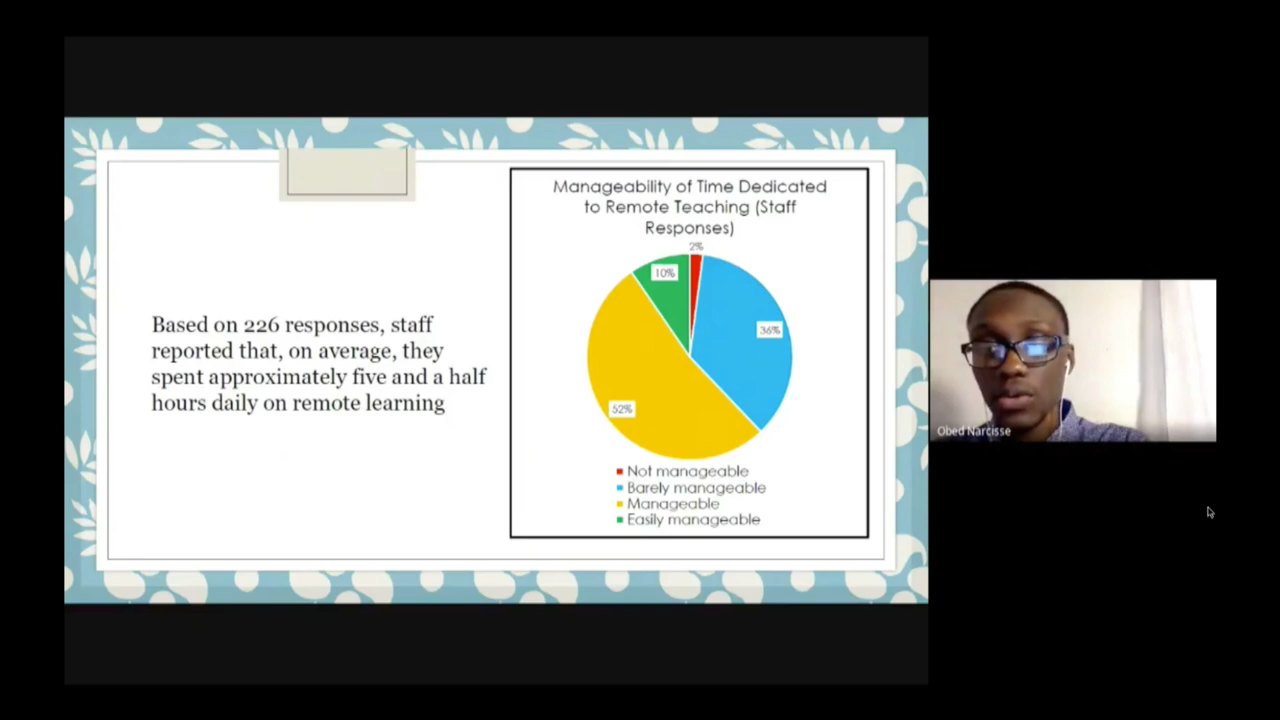 Based on 226 responses, staff
reported that, on average, they
spent approximately five and a half
hours daily on remote learning
Manageability of Time Dedicated
to Remote Teaching (Staff
Responses)
2%
10%
36%
52%
Not manageable
Barely manageable
Manageable
Easily manageable
Obed Narcisse